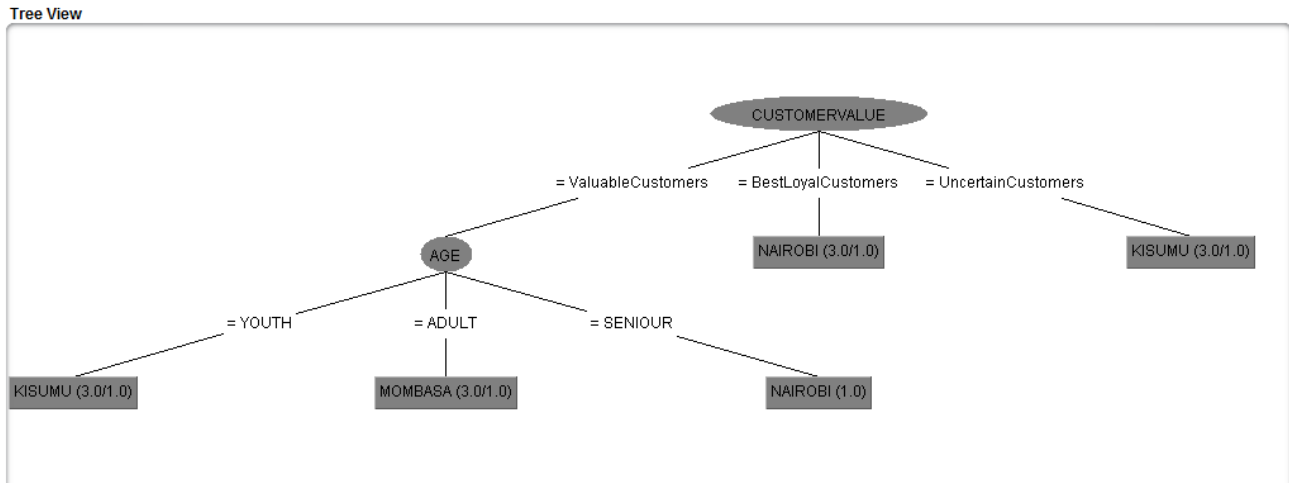 Tree View
CUSTOMERVALUE
= ValuableCustomers = BestLoyalCustomers = UncertainCustomers
AGE NAIROBI (3.0/1.0) KISUMU (3.0/1.0)
= YOUTH = ADULT = SENIOUR
KISUMU (3.0/1.0) MOMBASA (3.0/1.0) NAIROBI (1.0)